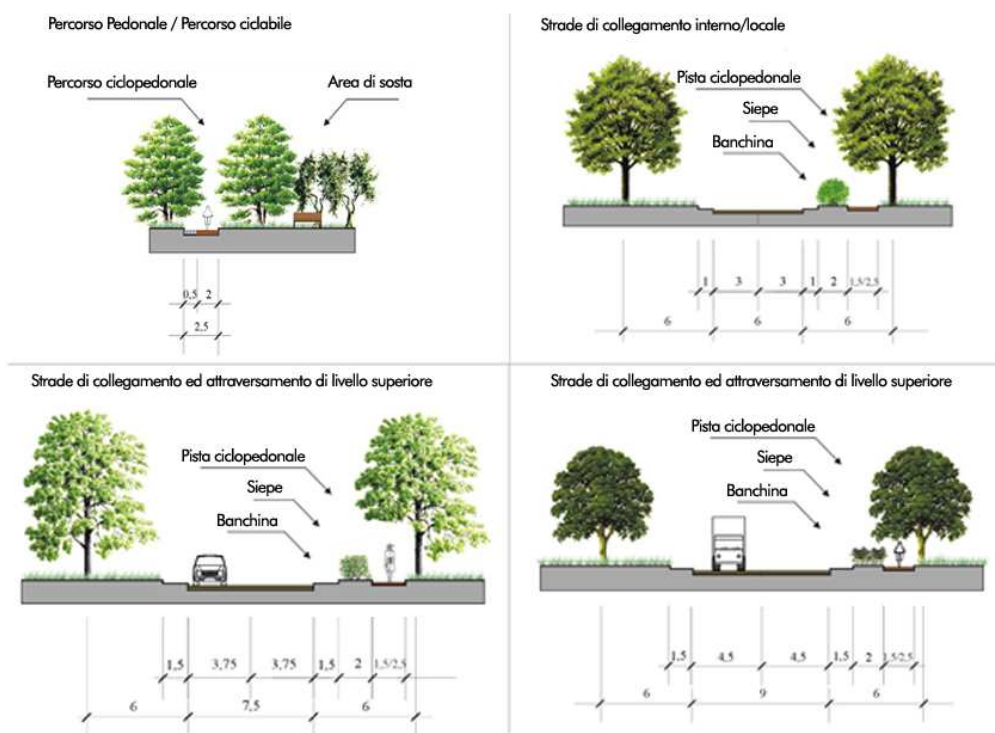 Percorso Pedonale / Percorso ciclabile
Percorso ciclopedonale
Area di sosta
0,5 2
2,5
Strade di collegamento interno/locale
Pista ciclopedonale
Siepe
Banchina
1 3 3 1 2 1,5/2,5
6 6 6
Strade di collegamento ed attraversamento di livello superiore
Pista ciclopedonale
Siepe
Banchina
1,5 3,75 3,75 1,5 2 1,5/2,5
6 7,5 6
Strade di collegamento ed attraversamento di livello superiore
Pista ciclopedonale
Siepe
Banchina
1,5 4,5 4,5 1,5 2 1,5/2,5
6 9 6